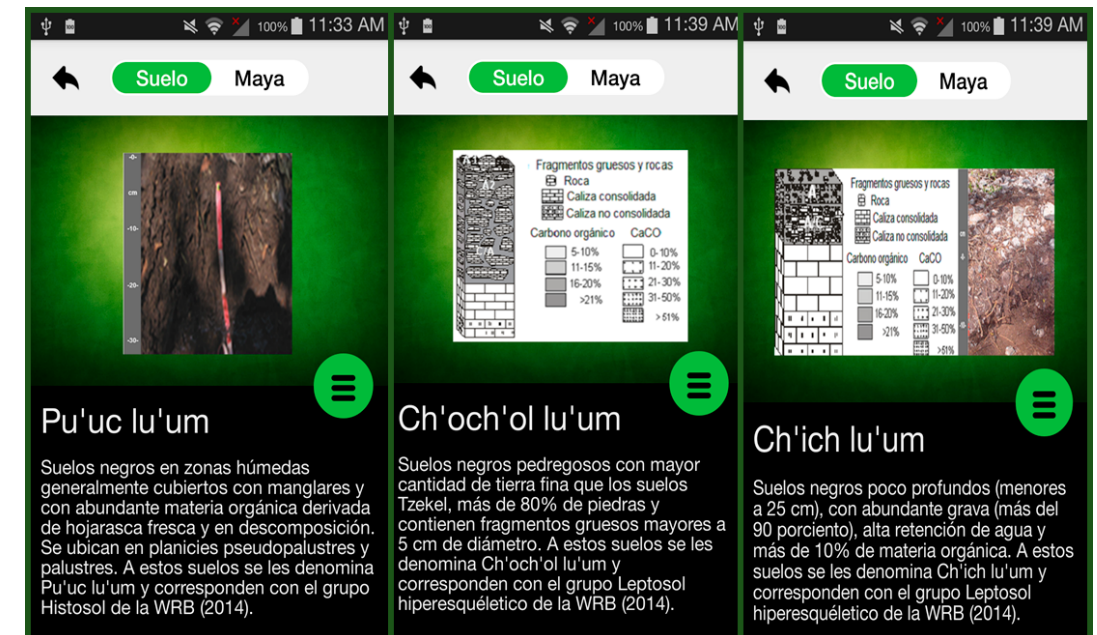 100% 11:33 AM
Suelo Maya
-0-
cm
-10-
-20-
-30-
Pu'uc lu'um
Suelos negros en zonas húmedas
generalmente cubiertos con manglares y
con abundante materia orgánica derivada
de hojarasca fresca y en descomposición.
Se ubican en planicies pseudopalustres y
palustres. A estos suelos se les denomina
Pu'uc lu'um y corresponden con el grupo
Histosol de la WRB (2014).
100% 11:39 AM
Suelo Maya
Fragmentos gruesos y rocas
Roca
Caliza consolidada
Caliza no consolidada
Carbono orgánico CaCO
5-10% 0-10%
11-15% 11-20%
16-20% 21-30%
>21% 31-50%
>51%
Ch'och'ol lu'um
Suelos negros pedregosos con mayor
cantidad de tierra fina que los suelos
Tzekel, más de 80% de piedras y
contienen fragmentos gruesos mayores a
5 cm de diámetro. A estos suelos se les
denomina Ch'och'ol lu'um y
corresponden con el grupo Leptosol
hiperesquéletico de la WRB (2014).
100% 11:39 AM
Suelo Maya
Fragmentos gruesos y rocas
Roca
Caliza consolidada
Caliza no consolidada
Carbono orgánico CaCO
5-10% 0-10%
11-15% 11-20%
16-20% 21-30%
>21% 31-50%
>51%
Ch'ich lu'um
Suelos negros poco profundos (menores
a 25 cm), con abundante grava (más del
90 porciento), alta retención de agua y
más de 10% de materia orgánica. A estos
suelos se les denomina Ch'ich lu'um y
corresponden con el grupo Leptosol
hiperesquéletico de la WRB (2014).